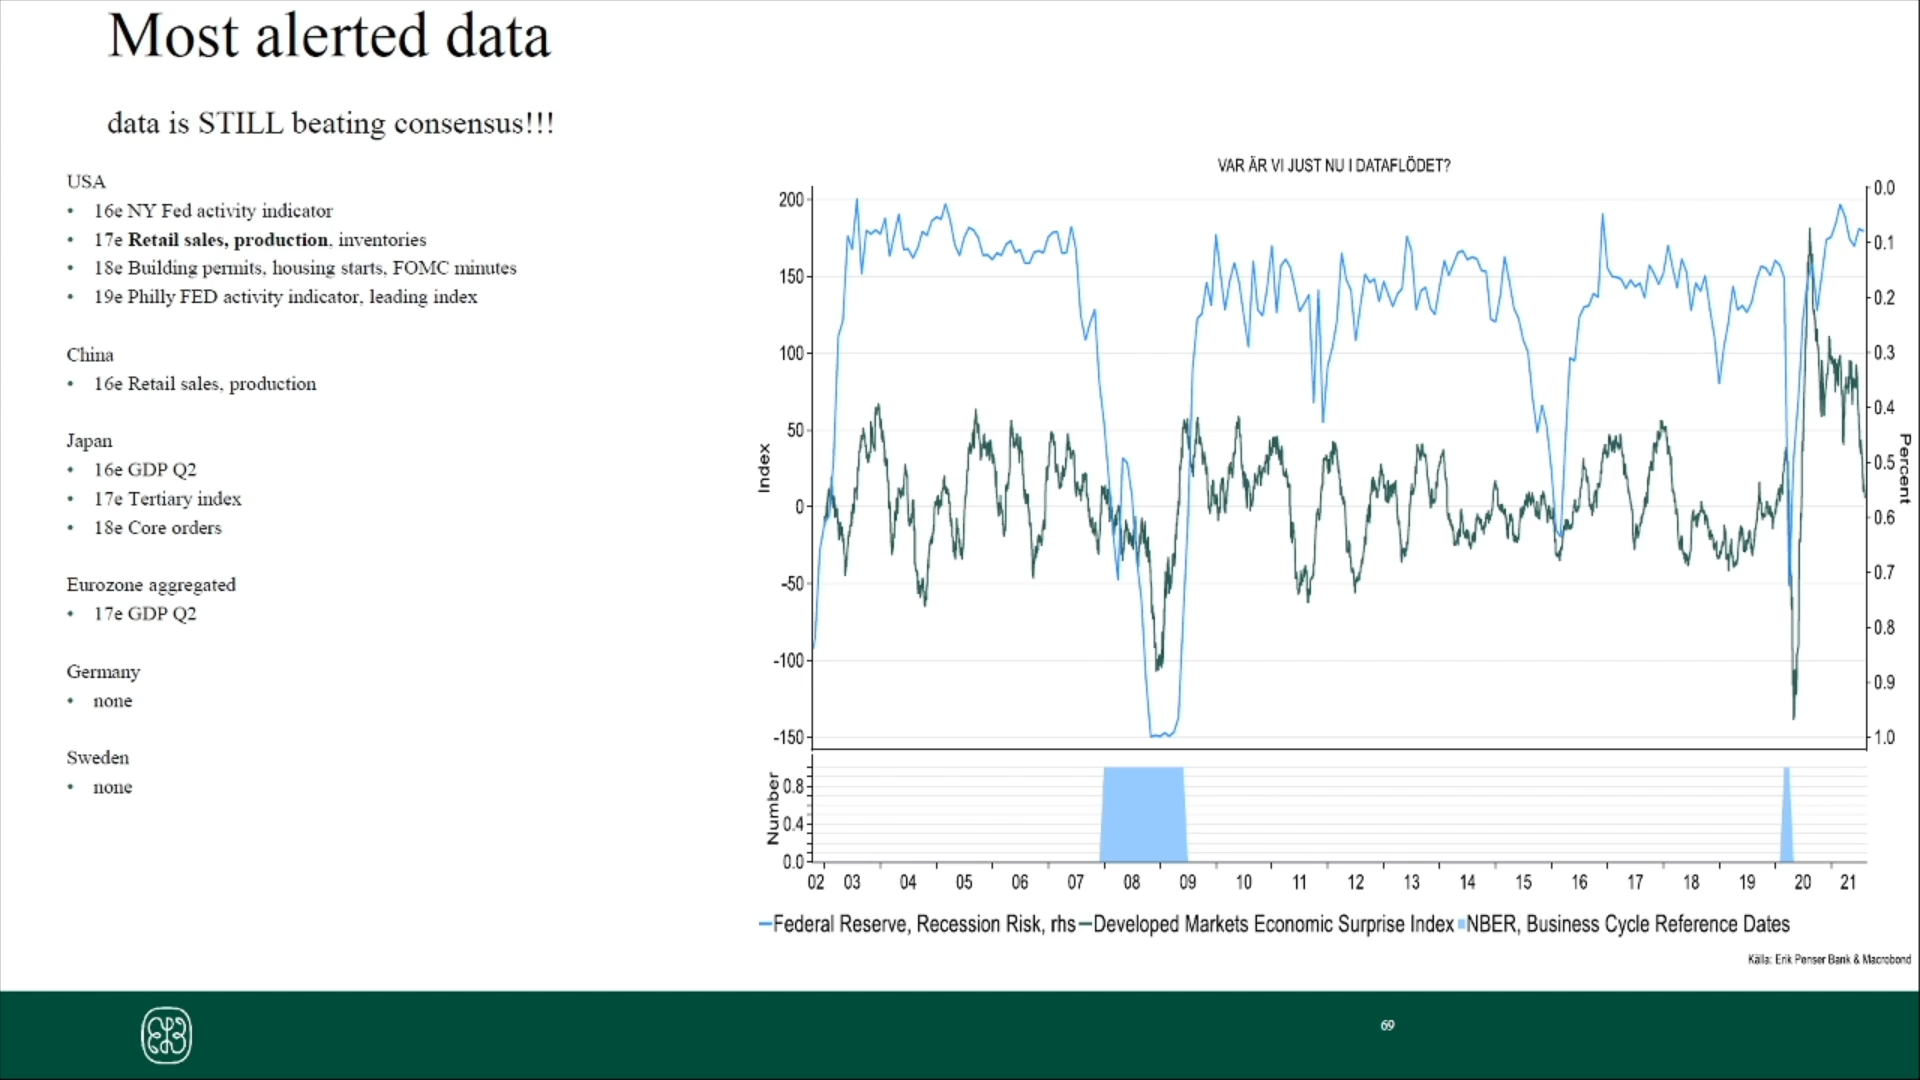 Most alerted data
data is STILL beating consensus!!!
USA
• 16e NY Fed activity indicator
• 17e Retail sales, production, inventories
• 18e Building permits, housing starts, FOMC minutes
• 19e Philly FED activity indicator, leading index
China
• 16e Retail sales, production
Japan
• 16e GDP Q2
• 17e Tertiary index
• 18e Core orders
Eurozone aggregated
• 17e GDP Q2
Germany
• none
Sweden
• none
VAR ÄR VI JUST NU I DATAFLÖDET?
200
150
100
50
0
-50
-100
-150
Index
0.0
0.1
0.2
0.3
0.4
0.5
0.6
0.7
0.8
0.9
1.0
Percent
Number
0.8
0.4
0.0
02 03 04 05 06 07 08 09 10 11 12 13 14 15 16 17 18 19 20 21
Federal Reserve, Recession Risk, rhs Developed Markets Economic Surprise Index NBER, Business Cycle Reference Dates
Källa: Erik Penser Bank & Macrobond
69